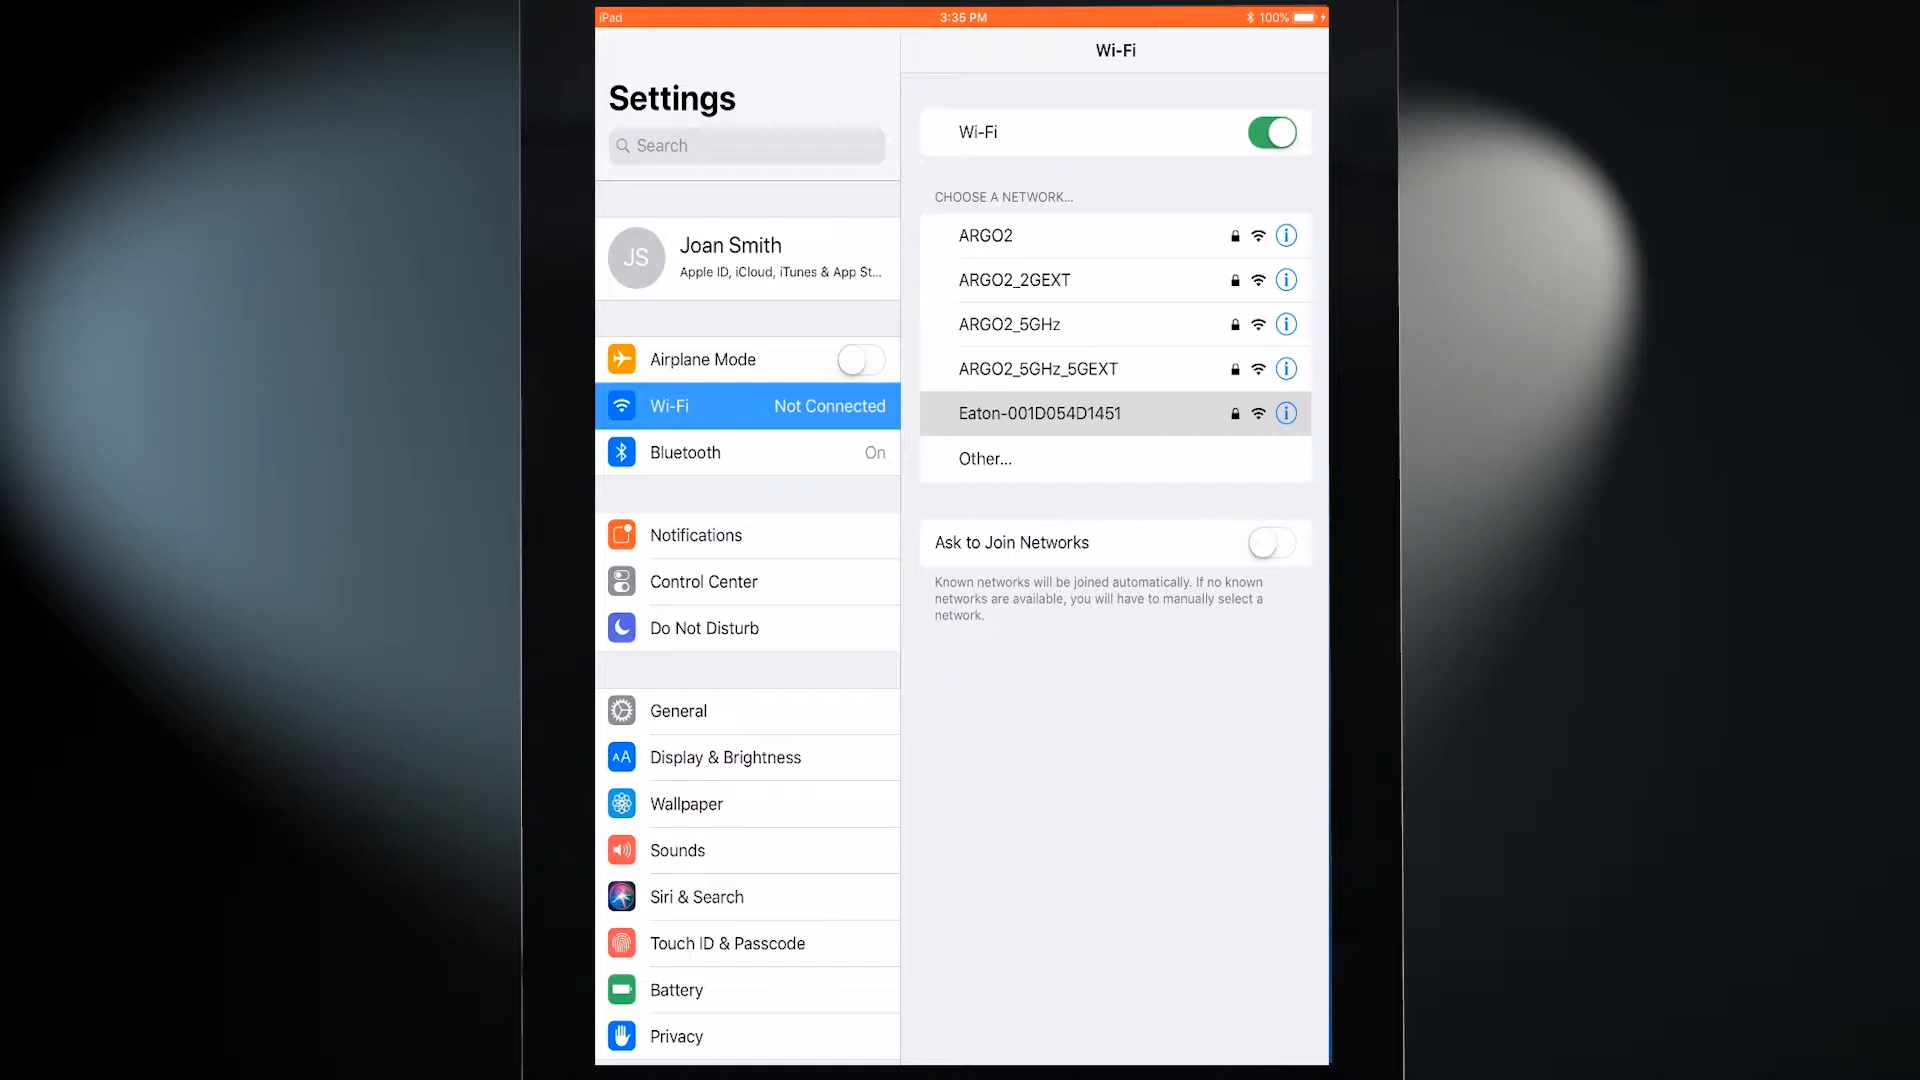 iPad
3:35 PM
100%
Settings
Search
JS
Joan Smith
Apple ID, iCloud, iTunes & App St...
Airplane Mode
Wi-Fi Not Connected
Bluetooth On
Notifications
Control Center
Do Not Disturb
General
AA Display & Brightness
Wallpaper
Sounds
Siri & Search
Touch ID & Passcode
Battery
Privacy
Wi-Fi
Wi-Fi
CHOOSE A NETWORK...
ARGO2
ARGO2_2GEXT
ARGO2_5GHz
ARGO2_5GHz_5GEXT
Eaton-001D054D1451
Other...
Ask to Join Networks
Known networks will be joined automatically. If no known
networks are available, you will have to manually select a
network.